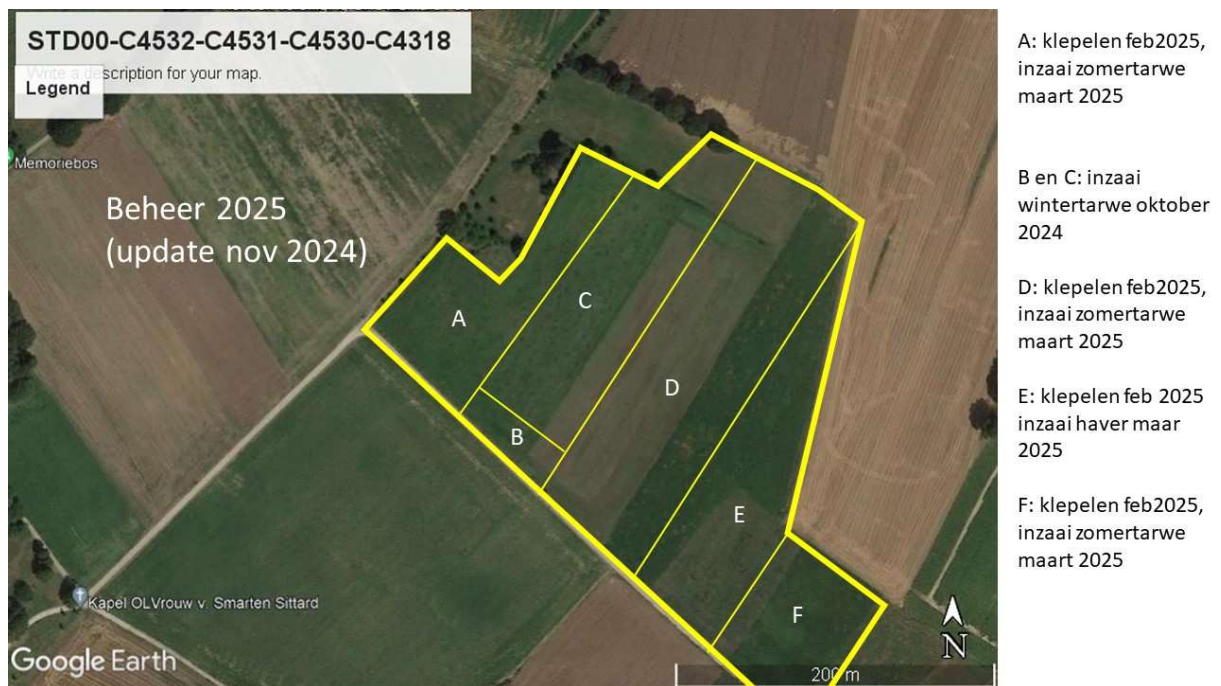 STD00-C4532-C4531-C4530-C4318
Write a description for your map.
Legend
Memoriebos
Beheer 2025
(update nov 2024)
A
C
D
B
E
F
Kapel OLVrouw v. Smarten Sittard
Google Earth
N
200 m
A: klepelen feb2025,
inzaai zomertarwe
maart 2025
B en C: inzaai
wintertarwe oktober
2024
D: klepelen feb2025,
inzaai zomertarwe
maart 2025
E: klepelen feb 2025
inzaai haver maar
2025
F: klepelen feb2025,
inzaai zomertarwe
maart 2025